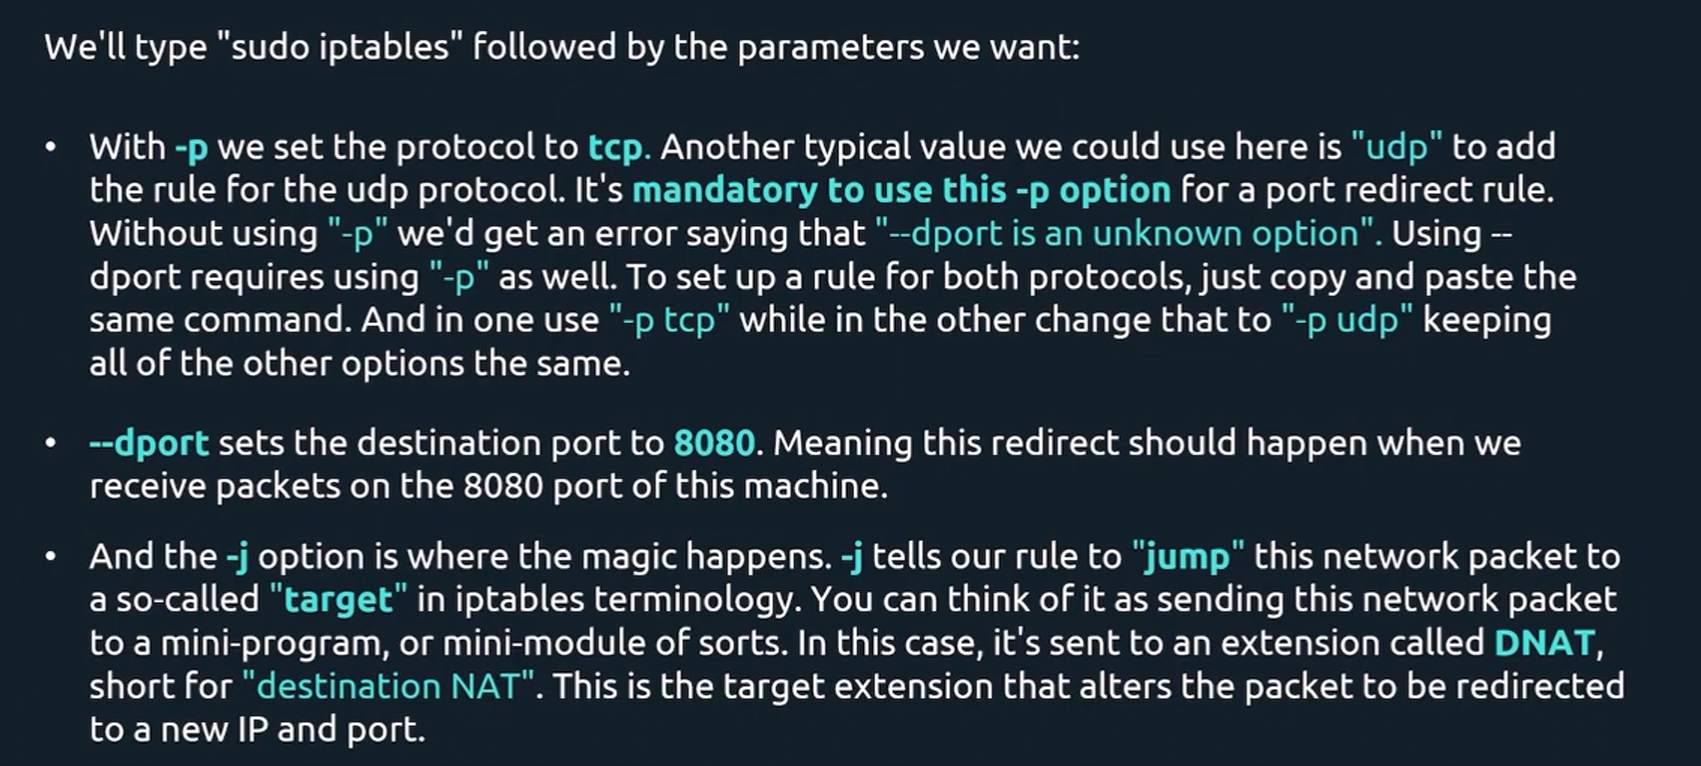 We'll type "sudo iptables" followed by the parameters we want:
• With -p we set the protocol to tcp. Another typical value we could use here is "udp" to add
the rule for the udp protocol. It's mandatory to use this -p option for a port redirect rule.
Without using "-p" we'd get an error saying that "--dport is an unknown option". Using --
dport requires using "-p" as well. To set up a rule for both protocols, just copy and paste the
same command. And in one use "-p tcp" while in the other change that to "-p udp" keeping
all of the other options the same.
• --dport sets the destination port to 8080. Meaning this redirect should happen when we
receive packets on the 8080 port of this machine.
• And the -j option is where the magic happens. -j tells our rule to "jump" this network packet to
a so-called "target" in iptables terminology. You can think of it as sending this network packet
to a mini-program, or mini-module of sorts. In this case, it's sent to an extension called DNAT,
short for "destination NAT". This is the target extension that alters the packet to be redirected
to a new IP and port.